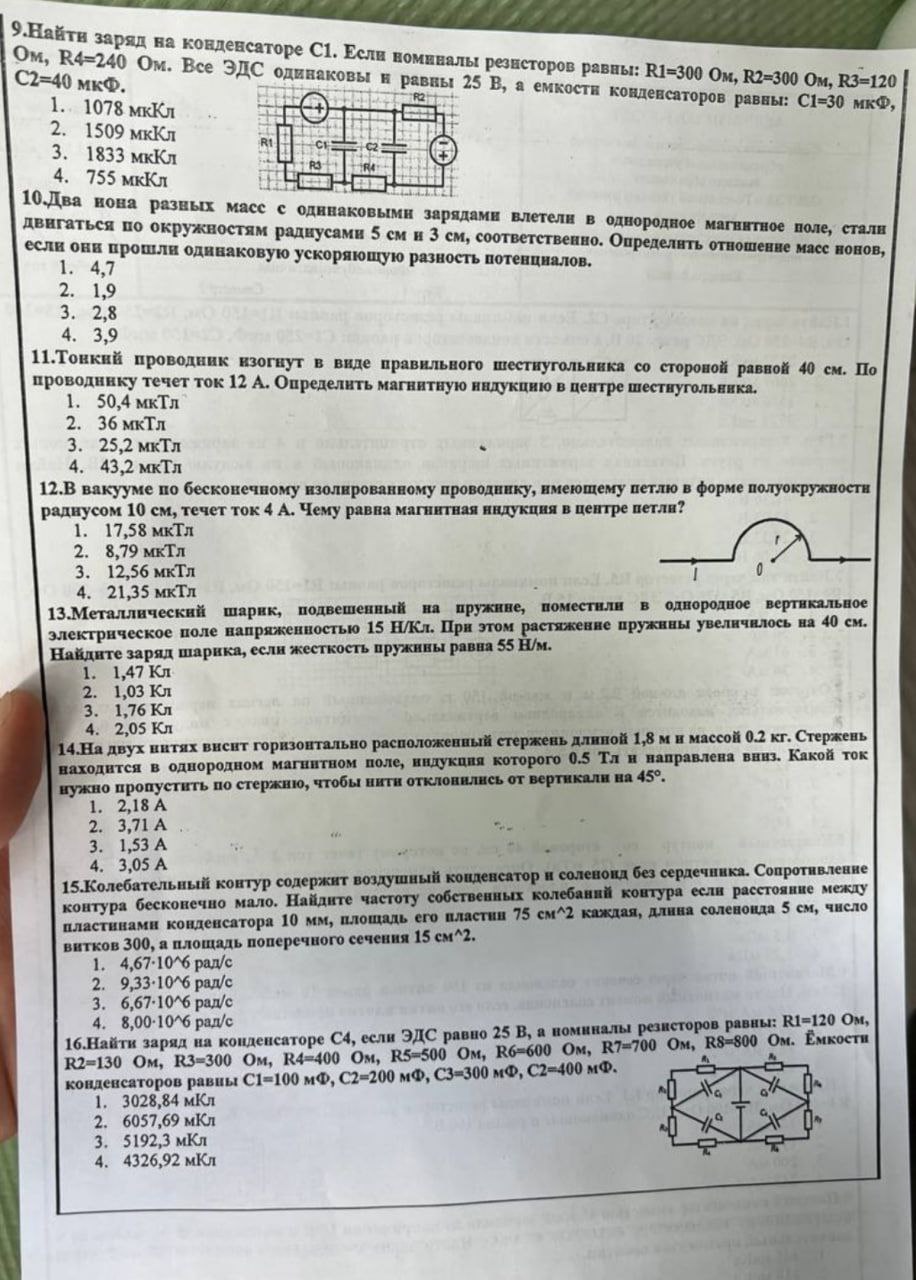 9.Найти заряд на конденсаторе C1. Если номиналы резисторов равны: R1=300 Ом, R2=300 Ом, R3=120
Ом, R4=240 Ом. Все ЭДС одинаковы и равны 25 В, а емкости конденсаторов равны: C1=30 мкФ,
C2=40 мкФ.
1. 1078 мкКл
2. 1509 мкКл
3. 1833 мкКл
4. 755 мкКл
R2
R1
C1
C2
R3
R4
10.Два иона разных масс с одинаковыми зарядами влетели в однородное магнитное поле, стали
двигаться по окружностям радиусами 5 см и 3 см, соответственно. Определить отношение масс ионов,
если они прошли одинаковую ускоряющую разность потенциалов.
1. 4,7
2. 1,9
3. 2,8
4. 3,9
11.Тонкий проводник изогнут в виде правильного шестиугольника со стороной равной 40 см. По
проводнику течет ток 12 А. Определить магнитную индукцию в центре шестиугольника.
1. 50,4 мкТл
2. 36 мкТл
3. 25,2 мкТл
4. 43,2 мкТл
12.В вакууме по бесконечному изолированному проводнику, имеющему петлю в форме полуокружности
радиусом 10 см, течет ток 4 А. Чему равна магнитная индукция в центре петли?
1. 17,58 мкТл
2. 8,79 мкТл
3. 12,56 мкТл
4. 21,35 мкТл
r
I
0
13.Металлический шарик, подвешенный на пружине, поместили в однородное вертикальное
электрическое поле напряженностью 15 Н/Кл. При этом растяжение пружины увеличилось на 40 см.
Найдите заряд шарика, если жесткость пружины равна 55 Н/м.
1. 1,47 Кл
2. 1,03 Кл
3. 1,76 Кл
4. 2,05 Кл
14.На двух нитях висит горизонтально расположенный стержень длиной 1,8 м и массой 0.2 кг. Стержень
находится в однородном магнитном поле, индукция которого 0.5 Тл и направлена вниз. Какой ток
нужно пропустить по стержню, чтобы нити отклонились от вертикали на 45°.
1. 2,18 А
2. 3,71 А
3. 1,53 А
4. 3,05 А
15.Колебательный контур содержит воздушный конденсатор и соленоид без сердечника. Сопротивление
контура бесконечно мало. Найдите частоту собственных колебаний контура если расстояние между
пластинами конденсатора 10 мм, площадь его пластин 75 см^2 каждая, длина соленоида 5 см, число
витков 300, а площадь поперечного сечения 15 см^2.
1. 4,67·10^6 рад/с
2. 9,33·10^6 рад/с
3. 6,67·10^6 рад/с
4. 8,00·10^6 рад/с
16.Найти заряд на конденсаторе C4, если ЭДС равно 25 В, а номиналы резисторов равны: R1=120 Ом,
R2=130 Ом, R3=300 Ом, R4=400 Ом, R5=500 Ом, R6=600 Ом, R7=700 Ом, R8=800 Ом. Ёмкости
конденсаторов равны C1=100 мФ, C2=200 мФ, C3=300 мФ, C2=400 мФ.
1. 3028,84 мКл
2. 6057,69 мКл
3. 5192,3 мКл
4. 4326,92 мКл